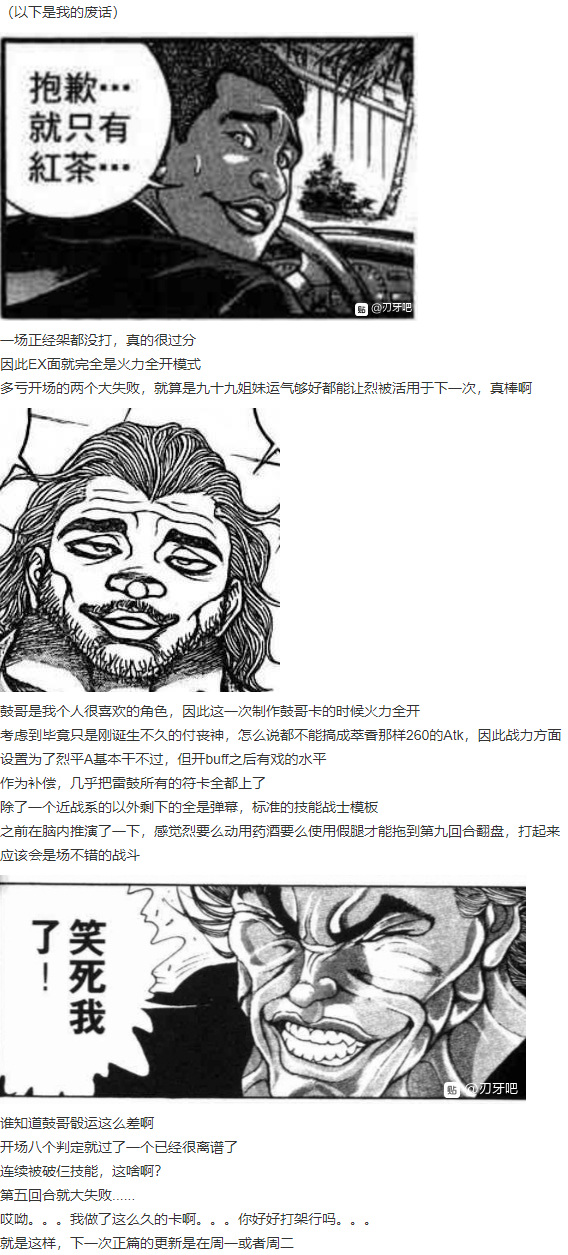 （以下是我的废话）
抱歉…
就只有
紅茶…
贴 @刃牙吧
一场正经架都没打，真的很过分
因此EX面就完全是火力全开模式
多亏开场的两个大失败，就算是九十九姐妹运气够好都能让烈被活用于下一次，真棒啊
鼓哥是我个人很喜欢的角色，因此这一次制作鼓哥卡的时候火力全开
考虑到毕竟只是刚诞生不久的付丧神，怎么说都不能搞成萃香那样260的Atk，因此战力方面
设置为了烈平A基本干不过，但开buff之后有戏的水平
作为补偿，几乎把雷鼓所有的符卡全都上了
除了一个近战系的以外剩下的全是弹幕，标准的技能战士模板
之前在脑内推演了一下，感觉烈要么动用药酒要么使用假腿才能拖到第九回合翻盘，打起来
应该会是场不错的战斗
笑死我
了！
贴 @刃牙吧
谁知道鼓哥骰运这么差啊
开场八个判定就过了一个已经很离谱了
连续被破仨技能，这啥啊？
第五回合就大失败......
哎呦。。。我做了这么久的卡啊。。。你好好打架行吗。。。
就是这样，下一次正篇的更新是在周一或者周二